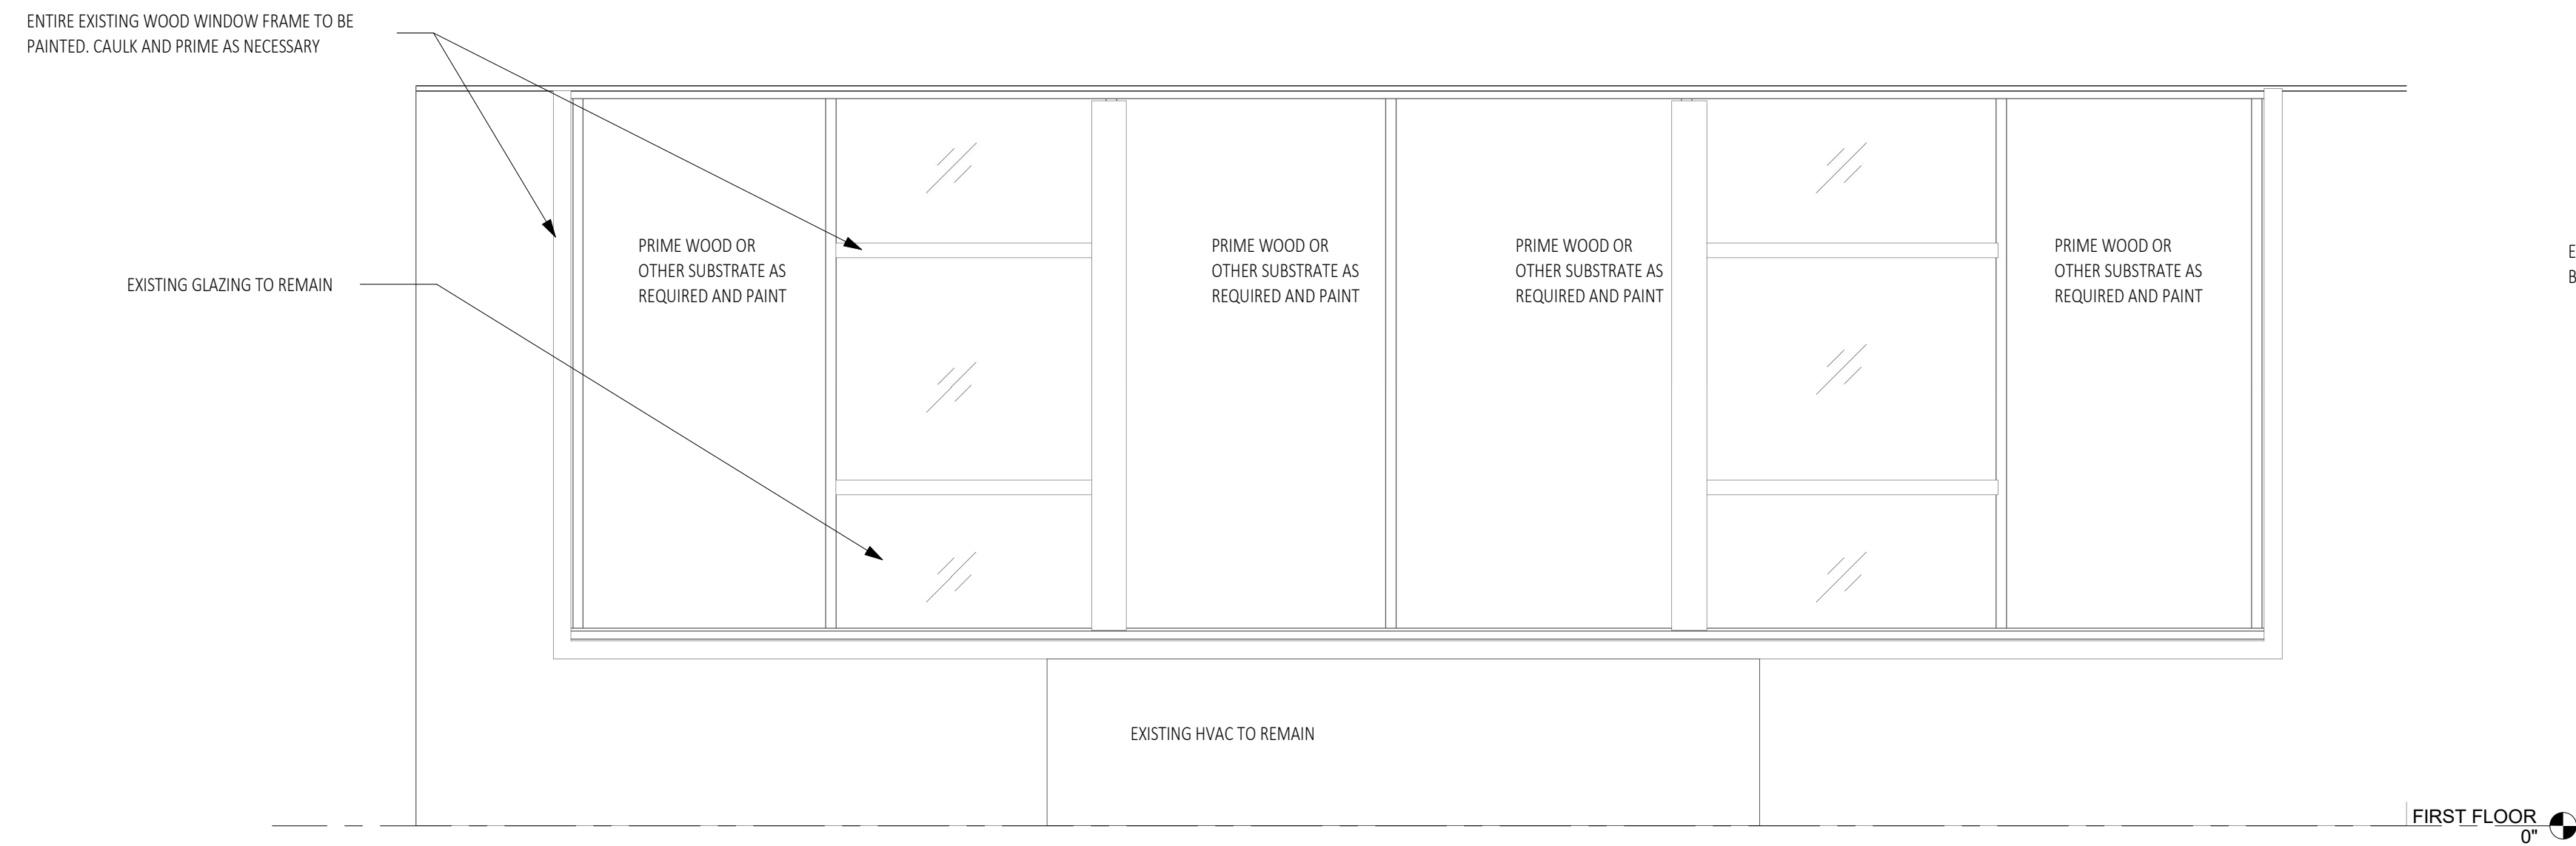 ENTIRE EXISTING WOOD WINDOW FRAME TO BE
PAINTED. CAULK AND PRIME AS NECESSARY
EXISTING GLAZING TO REMAIN
PRIME WOOD OR
OTHER SUBSTRATE AS
REQUIRED AND PAINT
PRIME WOOD OR
OTHER SUBSTRATE AS
REQUIRED AND PAINT
PRIME WOOD OR
OTHER SUBSTRATE AS
REQUIRED AND PAINT
PRIME WOOD OR
OTHER SUBSTRATE AS
REQUIRED AND PAINT
EXISTING HVAC TO REMAIN
FIRST FLOOR
0"